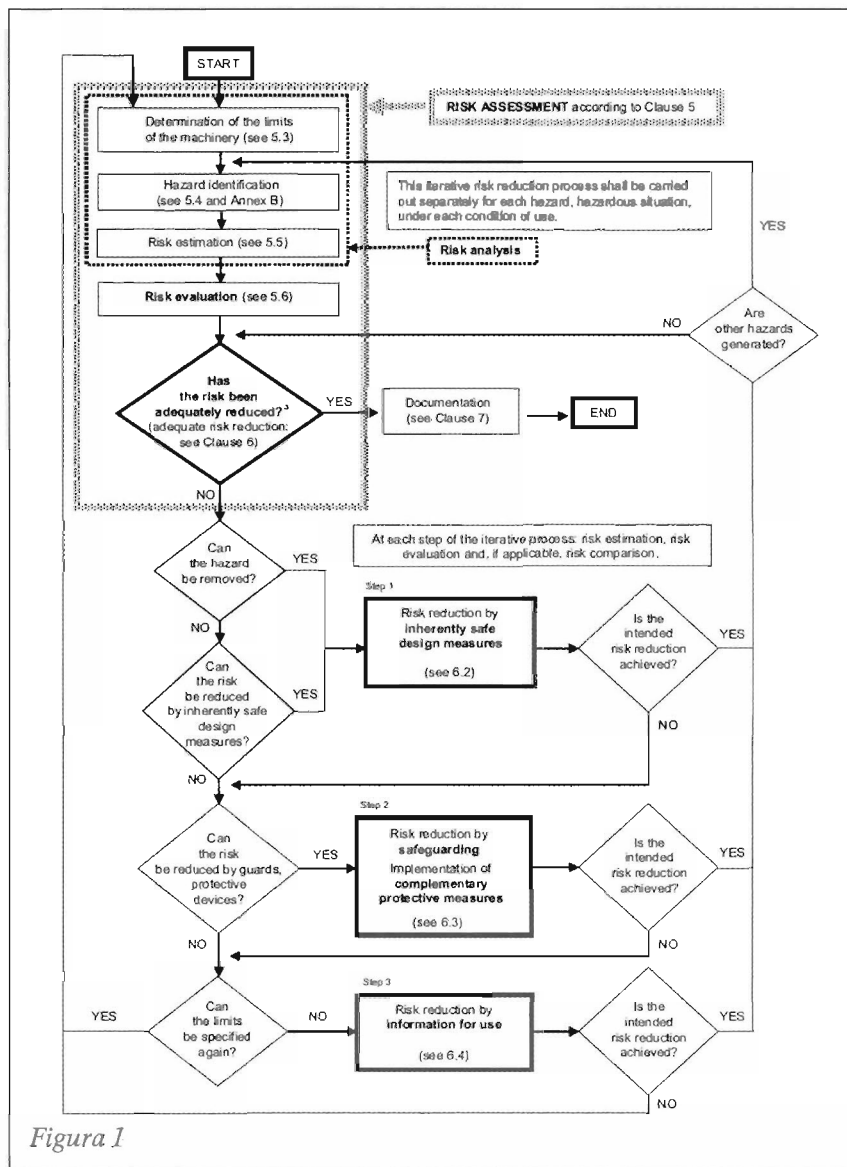 START
RISK ASSESSMENT according to Clause 5
Determination of the limits
of the machinery (see 5.3)
Hazard identification
(see 5.4 and Annex B)
This iterative risk reduction process shall be carried
out separately for each hazard, hazardous situation,
under each condition of use.
YES
Risk estimation (see 5.5)
Risk analysis
Risk evaluation (see 5.6)
NO
Are
other hazards
generated?
Has
the risk been
adequately reduced?
(adequate risk reduction:
see Clause 6)
YES
Documentation
(see Clause 7)
END
NO
At each step of the iterative process: risk estimation, risk
evaluation and, if applicable, risk comparison.
Can
the hazard
be removed?
YES
Step 1
Risk reduction by
inherently safe
design measures
(see 6.2)
Is the
intended
risk reduction
achieved?
YES
NO
Can
the risk
be reduced
by inherently safe
design
measures?
YES
NO
NO
Step 2
Can
the risk
be reduced by guards,
protective
devices?
YES
Risk reduction by
safeguarding
Implementation of
complementary
protective measures
(see 6.3)
Is the
intended
risk reduction
achieved?
YES
NO
NO
Step 3
YES
Can
the limits
be specified
again?
NO
Risk reduction by
information for use
(see 6.4)
Is the
intended
risk reduction
achieved?
YES
NO
Figura 1